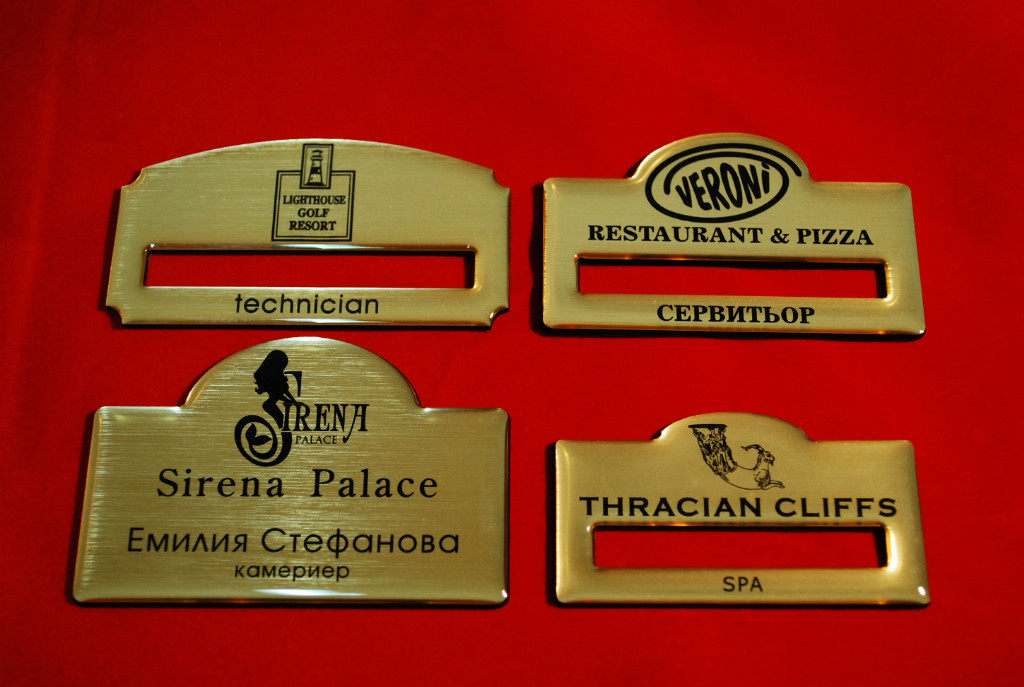 LIGHTHOUSE
GOLF
RESORT
technician
VERONI
RESTAURANT & PIZZA
СЕРВИТЬОР
SIRENA
PALACE
Sirena Palace
Емилия Стефанова
камериер
THRACIAN CLIFFS
SPA